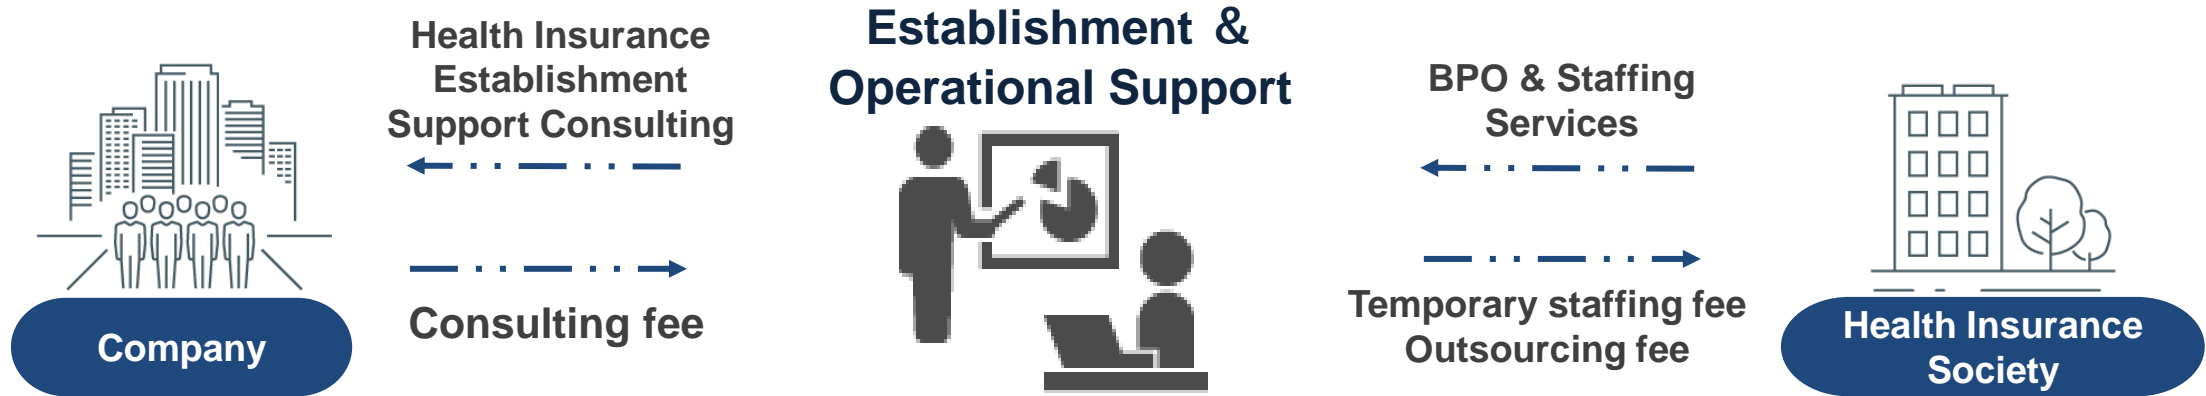 Health Insurance
Establishment
Support Consulting
Consulting fee
Company
Establishment &
Operational Support
BPO & Staffing
Services
Temporary staffing fee
Outsourcing fee
Health Insurance
Society